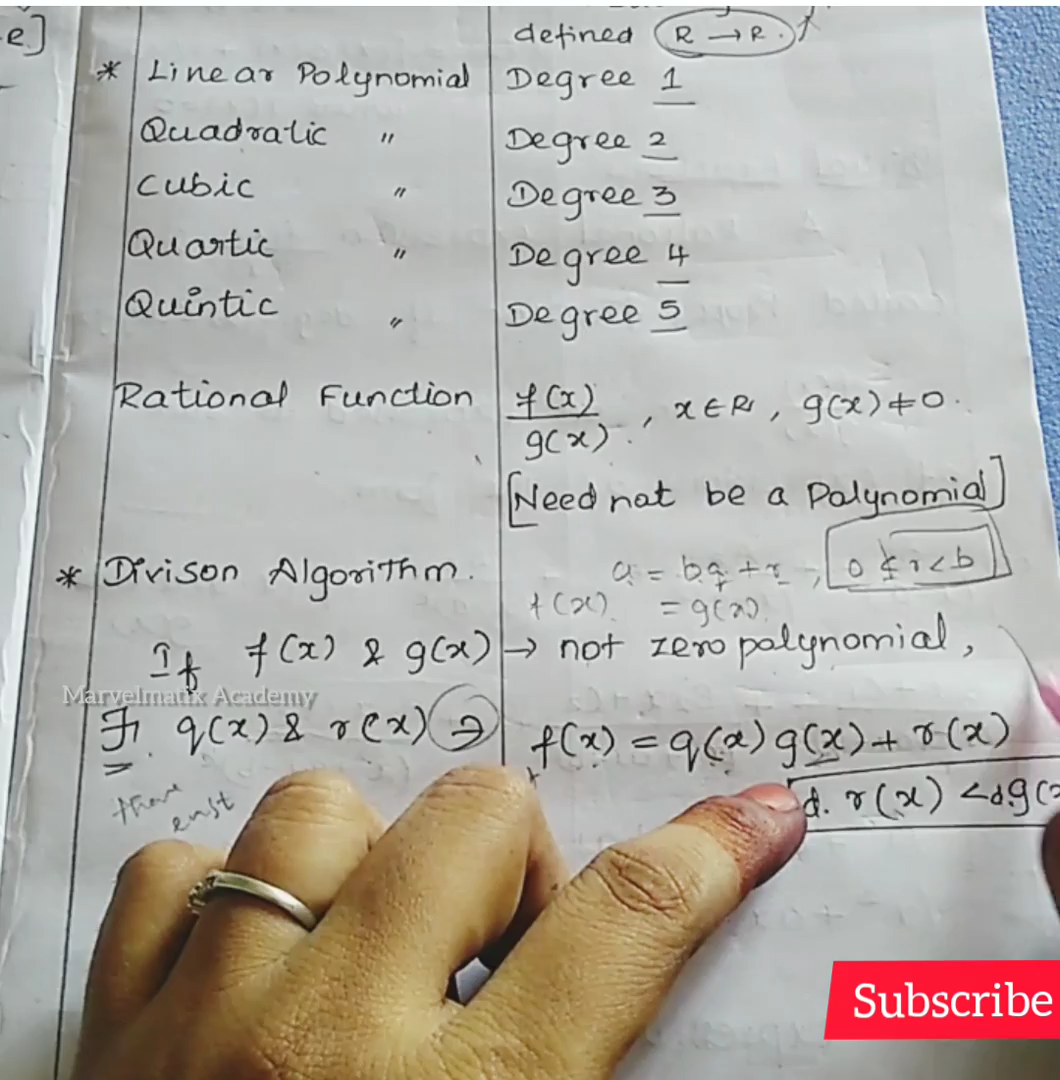 e]
defined R → R.
* Linear Polynomial Degree 1
Quadratic " Degree 2
Cubic " Degree 3
Quartic " Degree 4
Quintic " Degree 5
Rational Function f(x)/g(x), x ∈ R, g(x) ≠ 0.
[Need not be a Polynomial]
* Divison Algorithm. a = bq + r, 0 ≤ r < b
f(x) = g(x)
If f(x) & g(x) → not zero polynomial,
Marvelmatix Academy
∃ q(x) & r(x) ∋ f(x) = q(x) g(x) + r(x)
there exist d. r(x) < d.g(x
Subscribe